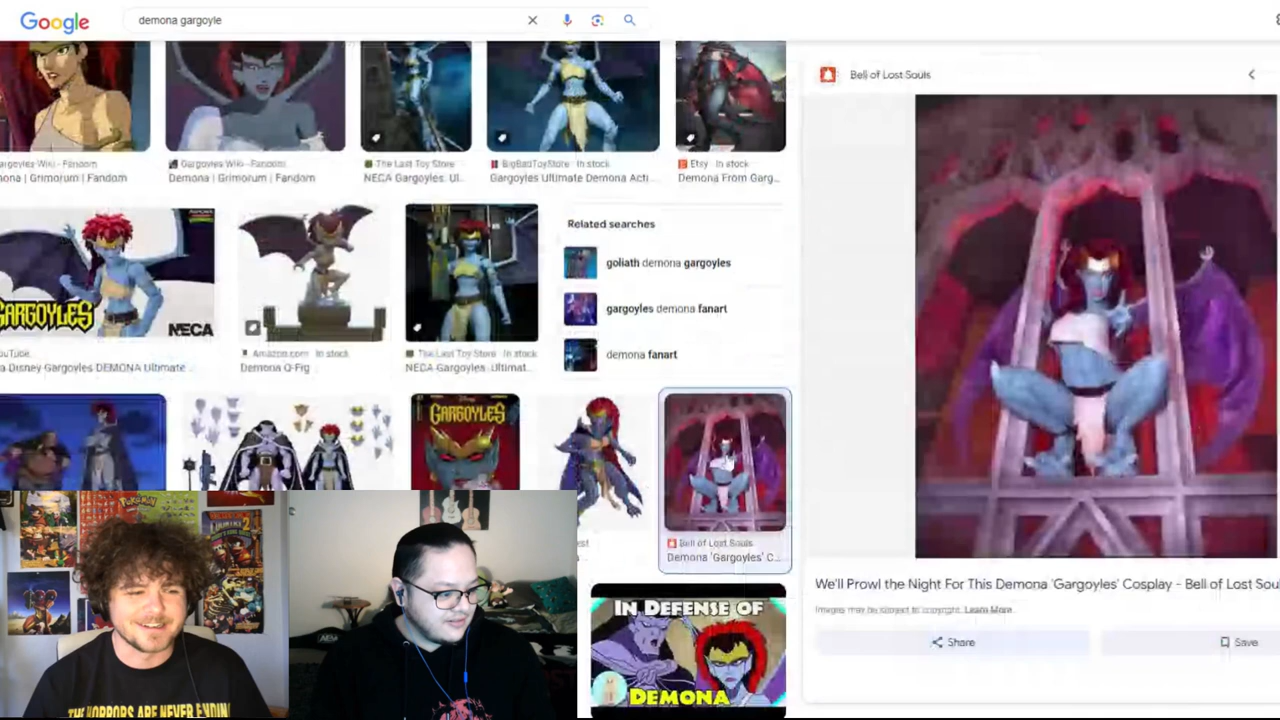 Google
demona gargoyle
Bell of Lost Souls
Gargoyles Wiki - Fandom
Demona | Grimorum | Fandom
The Last Toy Store
NECA Gargoyles: Ul...
BigBadToyStore · In stock
Gargoyles Ultimate Demona Acti...
Etsy · In stock
Demona From Garg...
Related searches
goliath demona gargoyles
gargoyles demona fanart
demona fanart
GARGOYLES
NECA
Disney Gargoyles DEMONA Ultimate ...
Amazon.com · In stock
Demona Q-Fig
The Last Toy Store · In stock
NECA Gargoyles- Ultimat...
GARGOYLES
Bell of Lost Souls
Demona 'Gargoyles' C...
We'll Prowl the Night For This Demona 'Gargoyles' Cosplay - Bell of Lost Sou
Images may be subject to copyright. Learn More
Share
Save
IN DEFENSE OF
DEMONA
POKEMON
THE HORRORS ARE NEVER ENDING